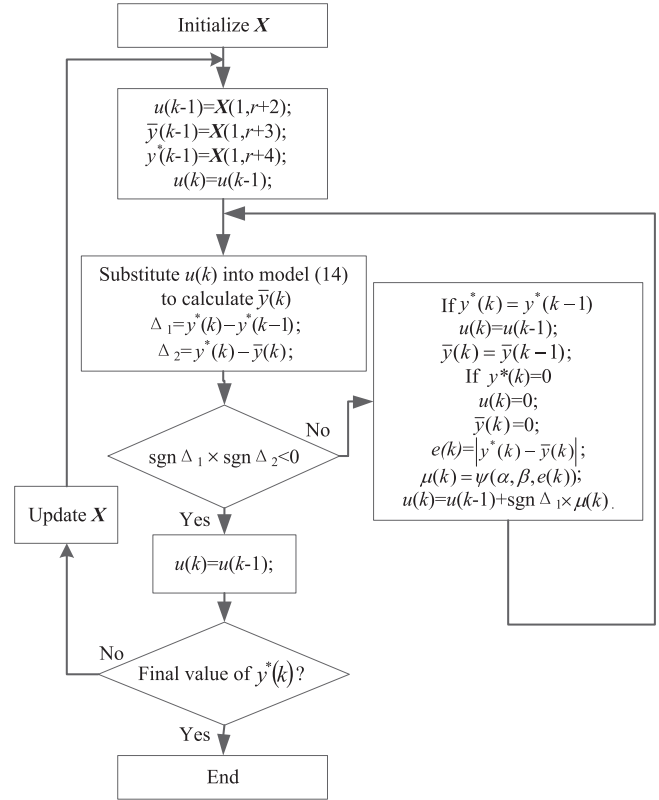 Initialize X
u(k-1)=X(1,r+2);
y̅(k-1)=X(1,r+3);
y*(k-1)=X(1,r+4);
u(k)=u(k-1);
Substitute u(k) into model (14)
to calculate y̅(k)
Δ₁=y*(k)−y*(k−1);
Δ₂=y*(k)−y̅(k);
sgn Δ₁ × sgn Δ₂<0
No
If y*(k) = y*(k−1)
u(k)=u(k-1);
y̅(k) = y̅(k−1);
If y*(k)=0
u(k)=0;
y̅(k)=0;
e(k)=|y*(k) − y̅(k)|;
μ(k) = ψ(α, β, e(k));
u(k)=u(k-1)+sgn Δ₁×μ(k).
Yes
u(k)=u(k-1);
Update X
No
Final value of y*(k) ?
Yes
End